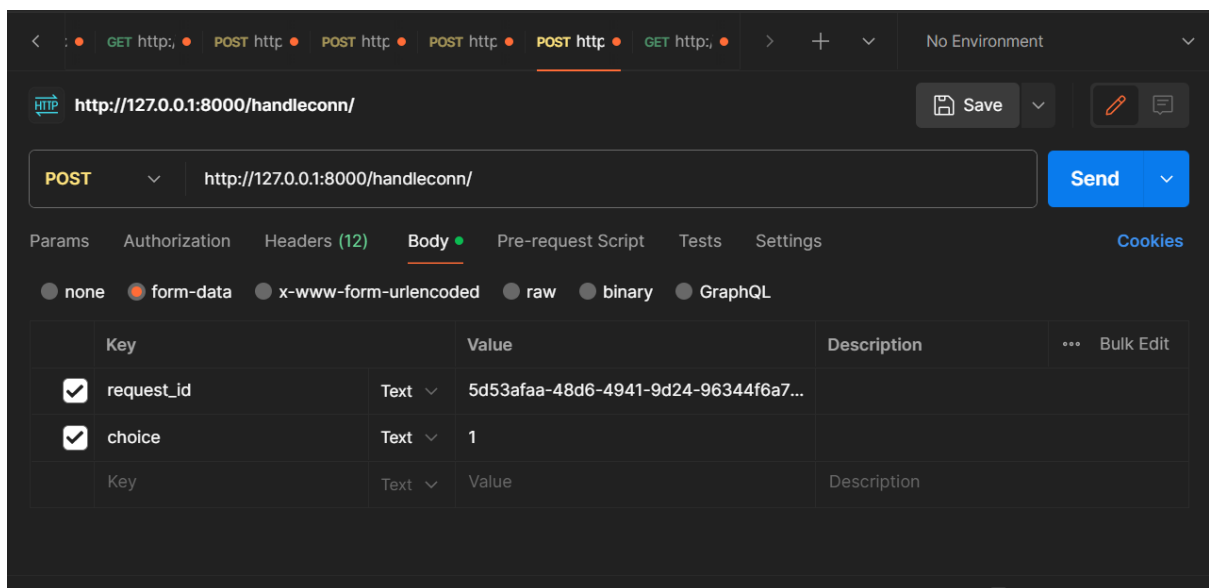 GET http:, POST http POST http POST http POST http GET http:, No Environment
HTTP http://127.0.0.1:8000/handleconn/ Save
POST http://127.0.0.1:8000/handleconn/ Send
Params Authorization Headers (12) Body Pre-request Script Tests Settings Cookies
none form-data x-www-form-urlencoded raw binary GraphQL
Key Value Description ••• Bulk Edit
request_id Text 5d53afaa-48d6-4941-9d24-96344f6a7...
choice Text 1
Key Text Value Description